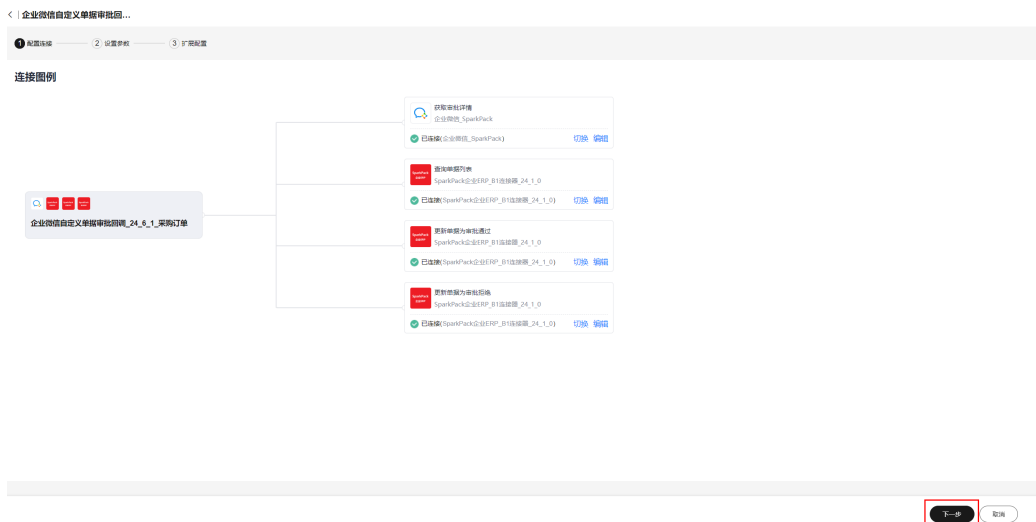 企业微信自定义单据审批回...
1 配置连接 2 设置参数 3 扩展配置
连接图例
获取审批详情
企业微信_SparkPack
已连接(企业微信_SparkPack) 切换 编辑
查询单据列表
SparkPack企业ERP_B1连接器_24_1_0
已连接(SparkPack企业ERP_B1连接器_24_1_0) 切换 编辑
企业微信自定义单据审批回调_24_6_1_采购订单
更新单据为审批通过
SparkPack企业ERP_B1连接器_24_1_0
已连接(SparkPack企业ERP_B1连接器_24_1_0) 切换 编辑
更新单据为审批拒绝
SparkPack企业ERP_B1连接器_24_1_0
已连接(SparkPack企业ERP_B1连接器_24_1_0) 切换 编辑
下一步 取消